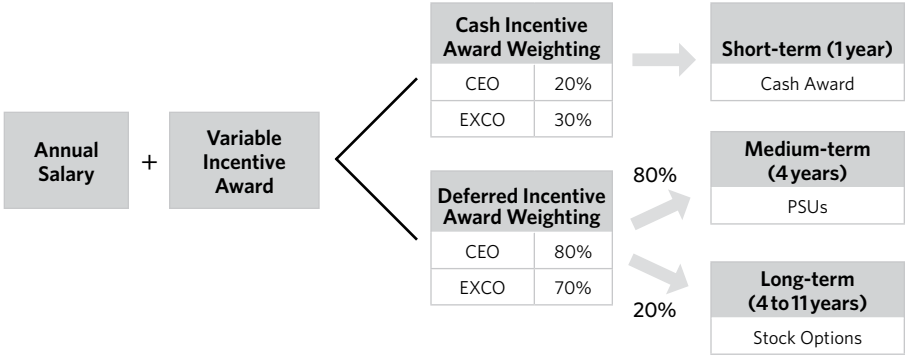 Annual
Salary
+
Variable
Incentive
Award
Cash Incentive
Award Weighting
CEO 20%
EXCO 30%
Short-term (1 year)
Cash Award
Deferred Incentive
Award Weighting
CEO 80%
EXCO 70%
80%
Medium-term
(4 years)
PSUs
20%
Long-term
(4 to 11 years)
Stock Options